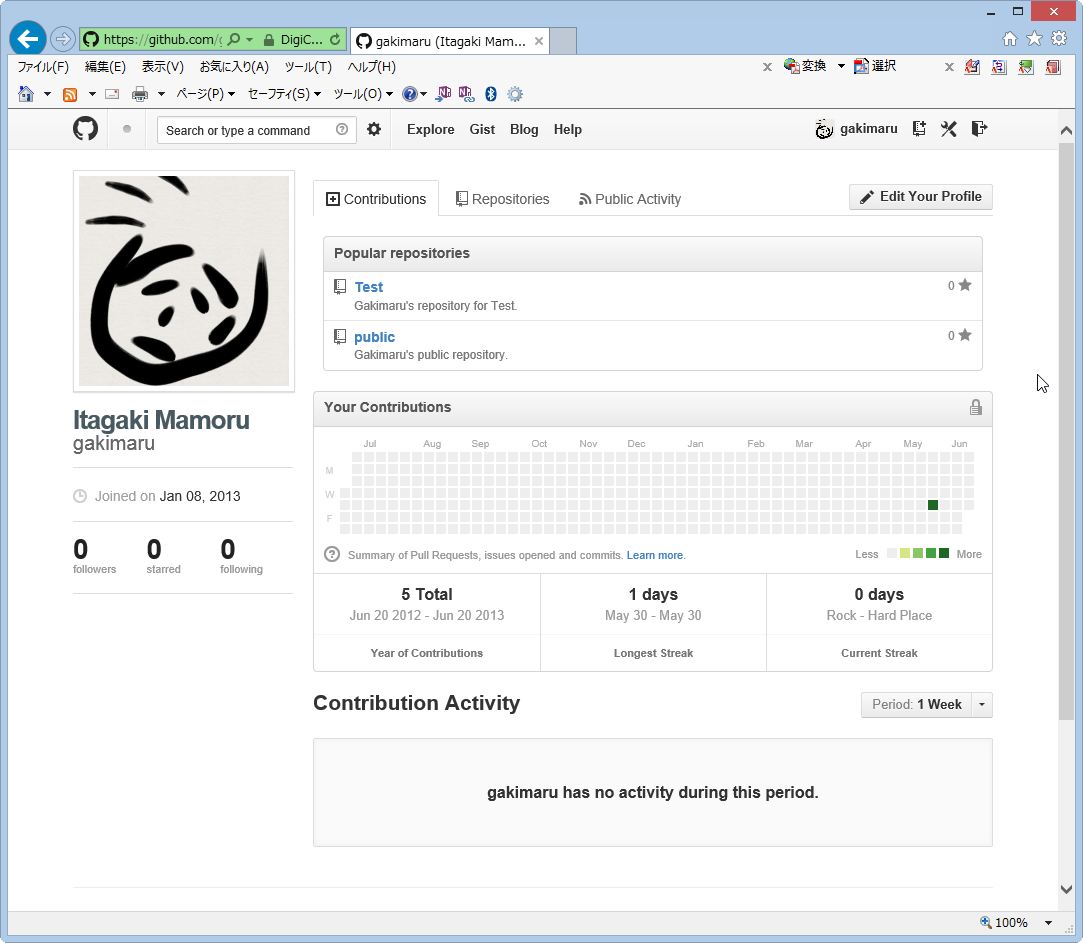 https://github.com/ DigiC... gakimaru (Itagaki Mam...
ファイル(F) 編集(E) 表示(V) お気に入り(A) ツール(T) ヘルプ(H) 変換 選択
ページ(P) セーフティ(S) ツール(O)
Search or type a command Explore Gist Blog Help gakimaru
Contributions Repositories Public Activity Edit Your Profile
Popular repositories
Test 0
Gakimaru's repository for Test.
public 0
Gakimaru's public repository.
Itagaki Mamoru
gakimaru
Joined on Jan 08, 2013
0 0 0
followers starred following
Your Contributions
Jul Aug Sep Oct Nov Dec Jan Feb Mar Apr May Jun
M
W
F
Summary of Pull Requests, issues opened and commits. Learn more. Less More
5 Total 1 days 0 days
Jun 20 2012 - Jun 20 2013 May 30 - May 30 Rock - Hard Place
Year of Contributions Longest Streak Current Streak
Contribution Activity Period: 1 Week
gakimaru has no activity during this period.
100%